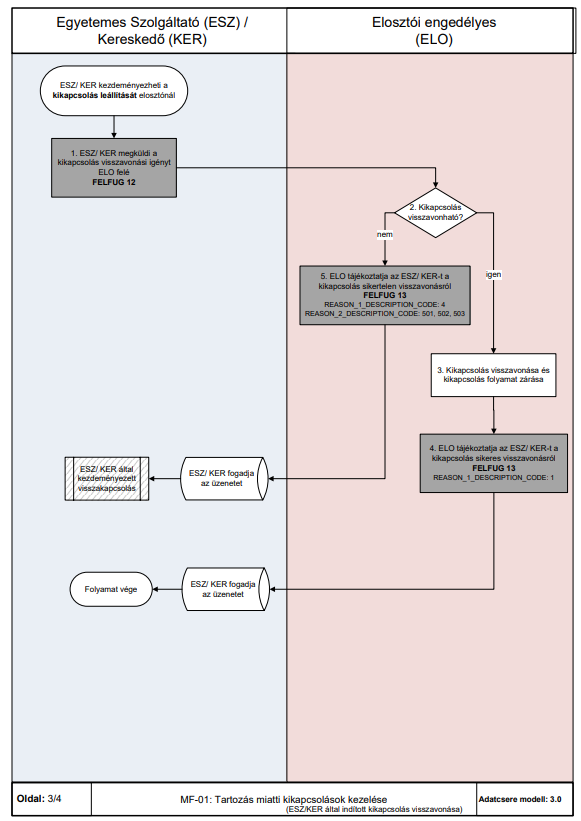 Egyetemes Szolgáltató (ESZ) /
Kereskedő (KER)
Elosztói engedélyes
(ELO)
ESZ/ KER kezdeményezheti a
kikapcsolás leállítását elosztónál
1. ESZ/ KER megküldi a
kikapcsolás visszavonási igényt
ELO felé
FELFUG 12
2. Kikapcsolás
visszavonható?
nem
igen
5. ELO tájékoztatja az ESZ/ KER-t a
kikapcsolás sikertelen visszavonásról
FELFUG 13
REASON_1_DESCRIPTION_CODE: 4
REASON_2_DESCRIPTION_CODE: 501, 502, 503
3. Kikapcsolás visszavonása és
kikapcsolás folyamat zárása
4. ELO tájékoztatja az ESZ/ KER-t a
kikapcsolás sikeres visszavonásról
FELFUG 13
REASON_1_DESCRIPTION_CODE: 1
ESZ/ KER által
kezdeményezett
visszakapcsolás
ESZ/ KER fogadja
az üzenetet
Folyamat vége
ESZ/ KER fogadja
az üzenetet
Oldal: 3/4
MF-01: Tartozás miatti kikapcsolások kezelése
(ESZ/KER által indított kikapcsolás visszavonása)
Adatcsere modell: 3.0